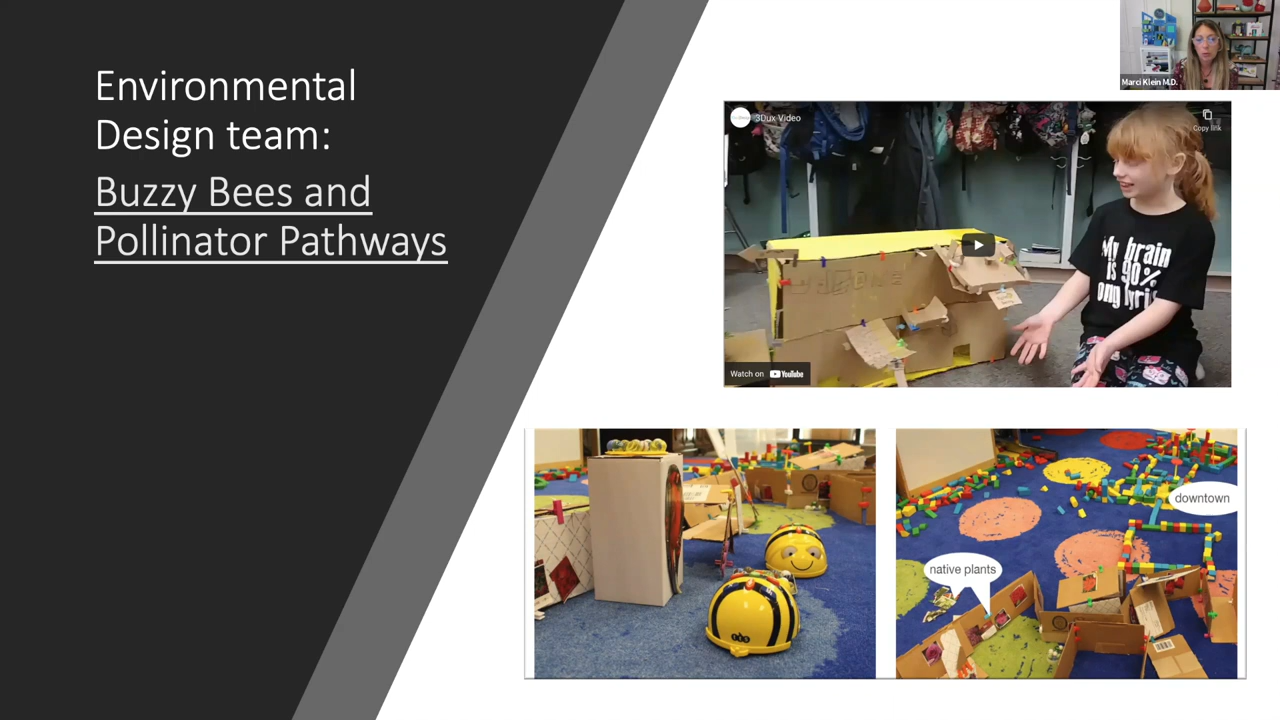 Environmental
Design team:
Buzzy Bees and
Pollinator Pathways
Marci Klein M.D.
3Dux Video
Copy link
My brain
is 90%
Watch on YouTube
downtown
native plants